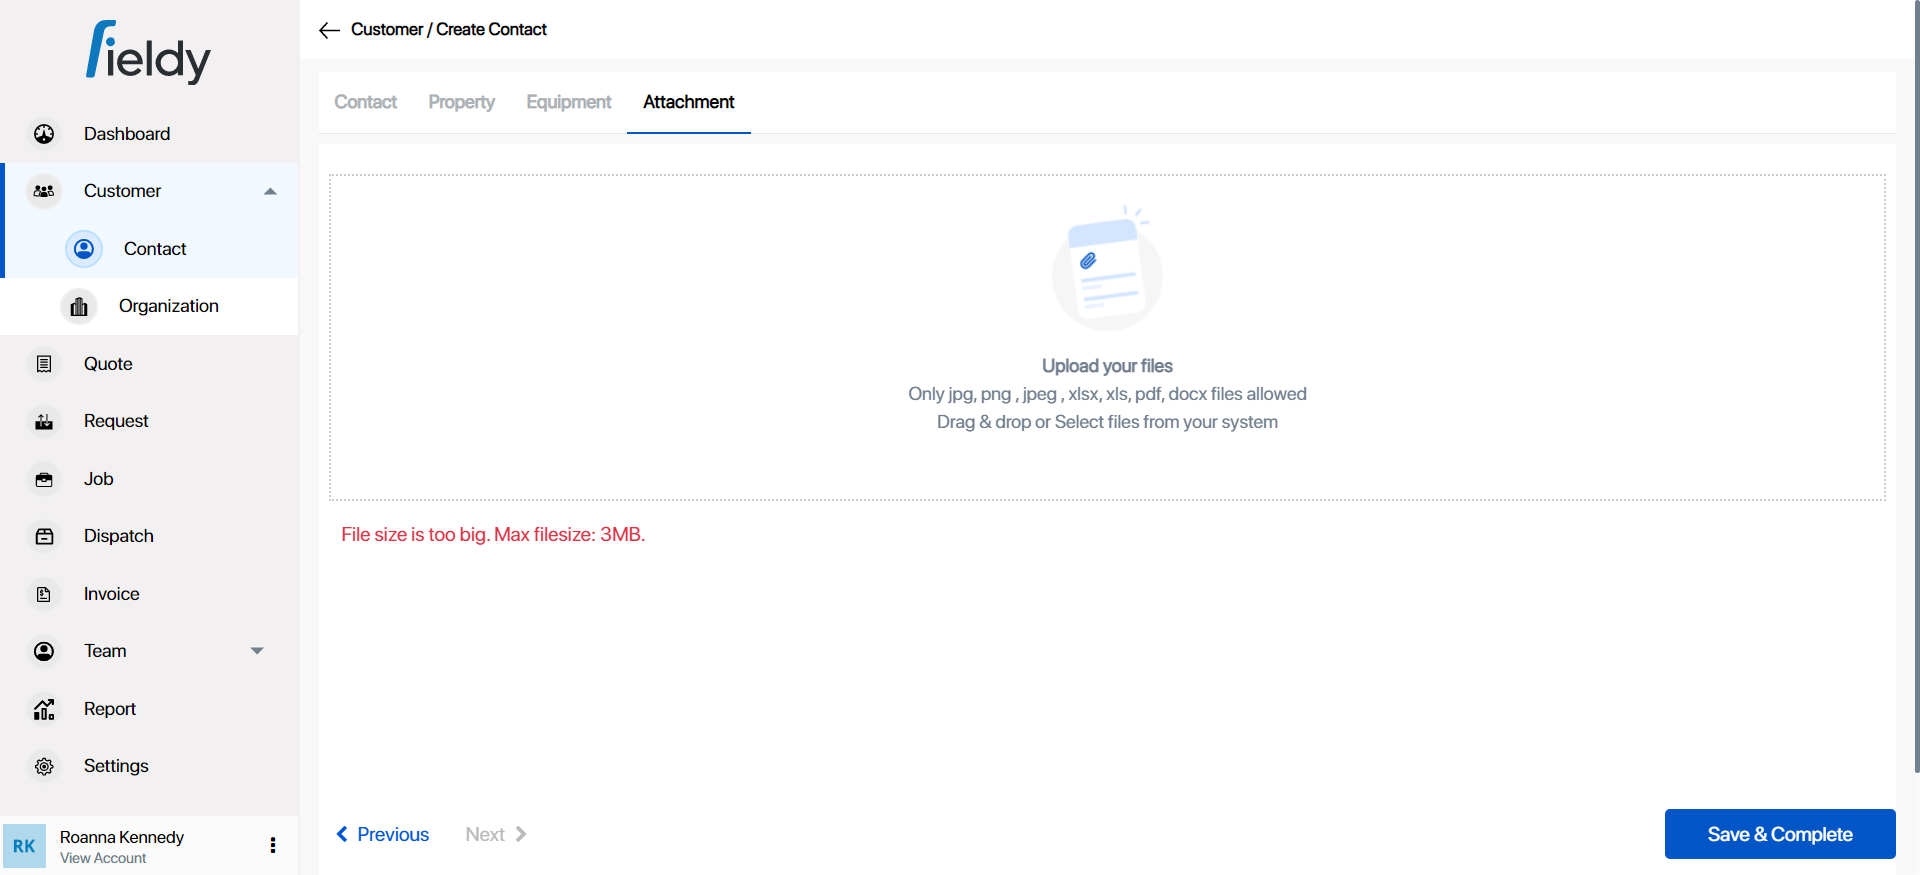 fieldy
Dashboard
Customer
Contact
Organization
Quote
Request
Job
Dispatch
Invoice
Team
Report
Settings
RK
Roanna Kennedy
View Account
Customer / Create Contact
Contact Property Equipment Attachment
Upload your files
Only jpg, png , jpeg , xlsx, xls, pdf, docx files allowed
Drag & drop or Select files from your system
File size is too big. Max filesize: 3MB.
Previous Next
Save & Complete